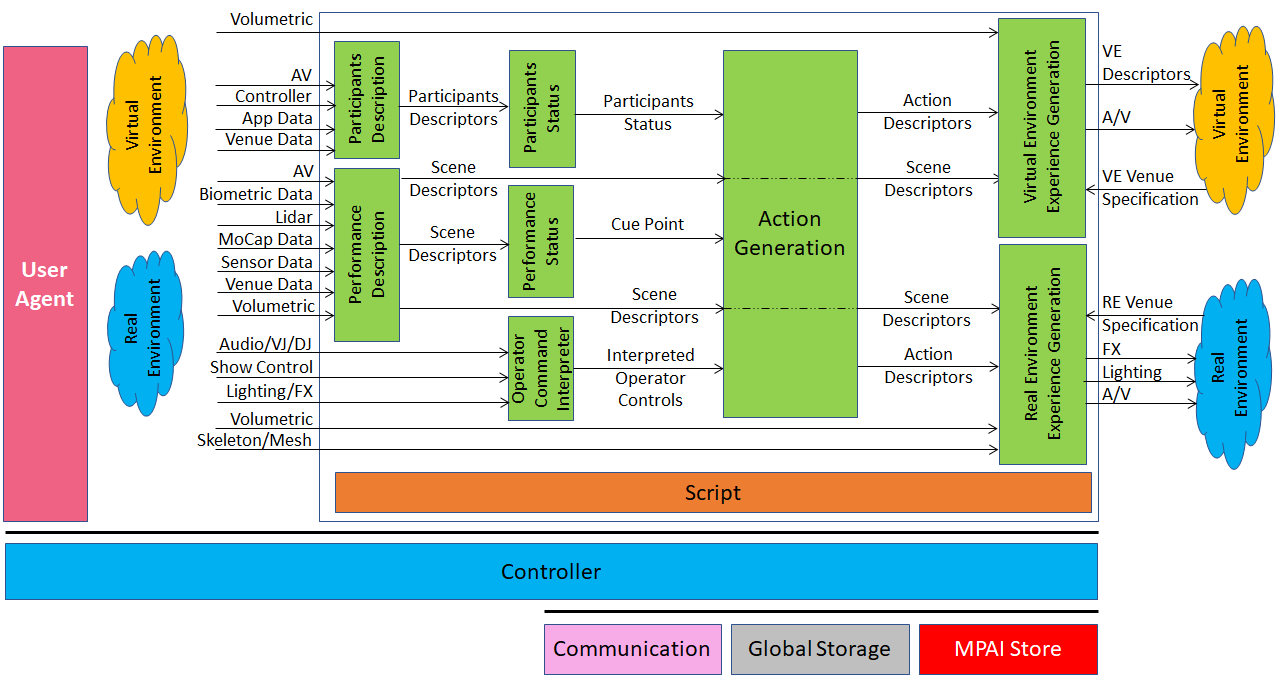 User
Agent
Virtual
Environment
Real
Environment
Volumetric
AV
Controller
App Data
Venue Data
AV
Biometric Data
Lidar
MoCap Data
Sensor Data
Venue Data
Volumetric
Audio/VJ/DJ
Show Control
Lighting/FX
Volumetric
Skeleton/Mesh
Participants
Description
Performance
Description
Participants
Descriptors
Scene
Descriptors
Scene
Descriptors
Participants
Status
Performance
Status
Operator
Command
Interpreter
Participants
Status
Cue Point
Scene
Descriptors
Interpreted
Operator
Controls
Action
Generation
Action
Descriptors
Scene
Descriptors
Scene
Descriptors
Action
Descriptors
Virtual Environment
Experience Generation
Real Environment
Experience Generation
VE
Descriptors
A/V
VE Venue
Specification
RE Venue
Specification
FX
Lighting
A/V
Virtual
Environment
Real
Environment
Script
Controller
Communication
Global Storage
MPAI Store